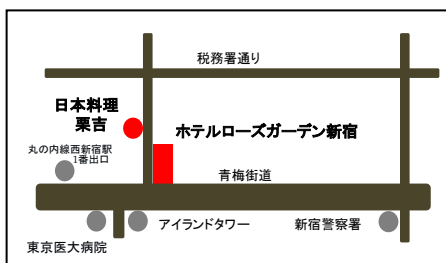 税務署通り
日本料理
栗吉
ホテルローズガーデン新宿
丸の内線西新宿駅
1番出口
青梅街道
アイランドタワー
新宿警察署
東京医大病院